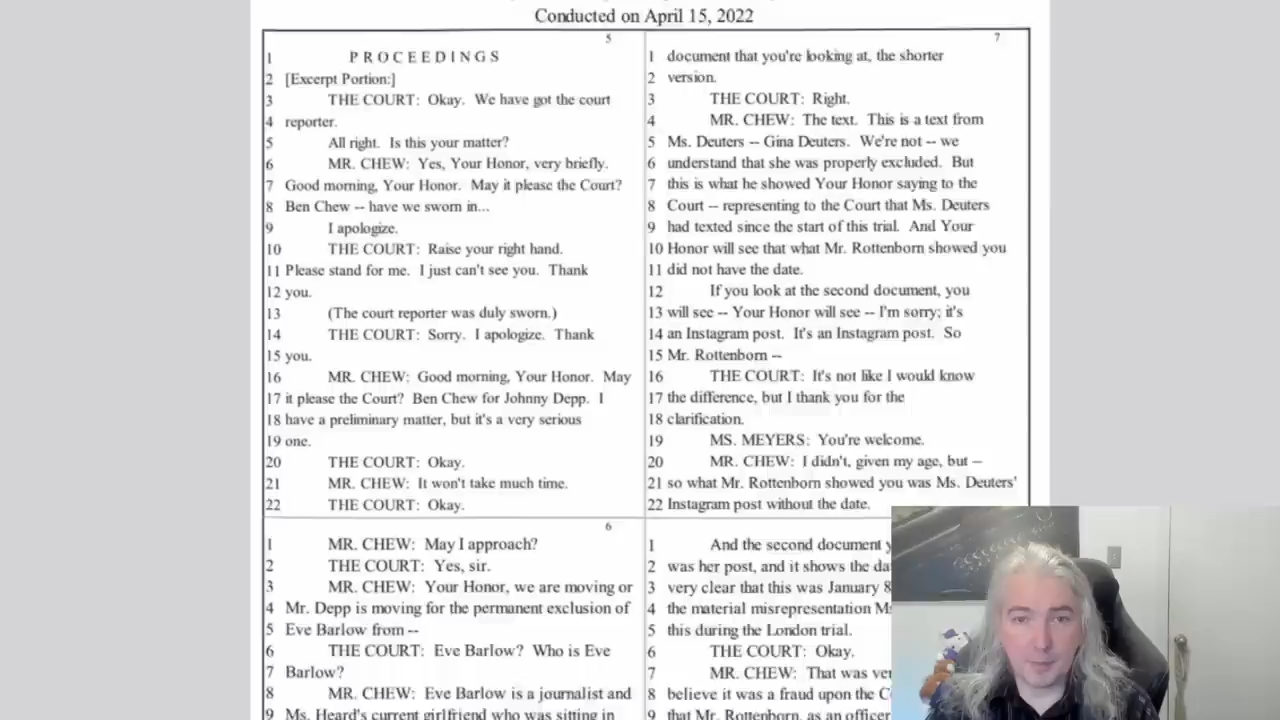 Conducted on April 15, 2022
5
1 P R O C E E D I N G S
2 [Excerpt Portion:]
3 THE COURT: Okay. We have got the court
4 reporter.
5 All right. Is this your matter?
6 MR. CHEW: Yes, Your Honor, very briefly.
7 Good morning, Your Honor. May it please the Court?
8 Ben Chew -- have we sworn in...
9 I apologize.
10 THE COURT: Raise your right hand.
11 Please stand for me. I just can't see you. Thank
12 you.
13 (The court reporter was duly sworn.)
14 THE COURT: Sorry. I apologize. Thank
15 you.
16 MR. CHEW: Good morning, Your Honor. May
17 it please the Court? Ben Chew for Johnny Depp. I
18 have a preliminary matter, but it's a very serious
19 one.
20 THE COURT: Okay.
21 MR. CHEW: It won't take much time.
22 THE COURT: Okay.
6
1 MR. CHEW: May I approach?
2 THE COURT: Yes, sir.
3 MR. CHEW: Your Honor, we are moving or
4 Mr. Depp is moving for the permanent exclusion of
5 Eve Barlow from --
6 THE COURT: Eve Barlow? Who is Eve
7 Barlow?
8 MR. CHEW: Eve Barlow is a journalist and
9 Ms. Heard's current girlfriend who was sitting in
7
1 document that you're looking at, the shorter
2 version.
3 THE COURT: Right.
4 MR. CHEW: The text. This is a text from
5 Ms. Deuters -- Gina Deuters. We're not -- we
6 understand that she was properly excluded. But
7 this is what he showed Your Honor saying to the
8 Court -- representing to the Court that Ms. Deuters
9 had texted since the start of this trial. And Your
10 Honor will see that what Mr. Rottenborn showed you
11 did not have the date.
12 If you look at the second document, you
13 will see -- Your Honor will see -- I'm sorry; it's
14 an Instagram post. It's an Instagram post. So
15 Mr. Rottenborn --
16 THE COURT: It's not like I would know
17 the difference, but I thank you for the
18 clarification.
19 MS. MEYERS: You're welcome.
20 MR. CHEW: I didn't, given my age, but --
21 so what Mr. Rottenborn showed you was Ms. Deuters'
22 Instagram post without the date.
1 And the second document
2 was her post, and it shows the
3 very clear that this was January 8
4 the material misrepresentation
5 this during the London trial.
6 THE COURT: Okay.
7 MR. CHEW: That was
8 believe it was a fraud upon the
9 that Mr. Rottenborn, as an officer